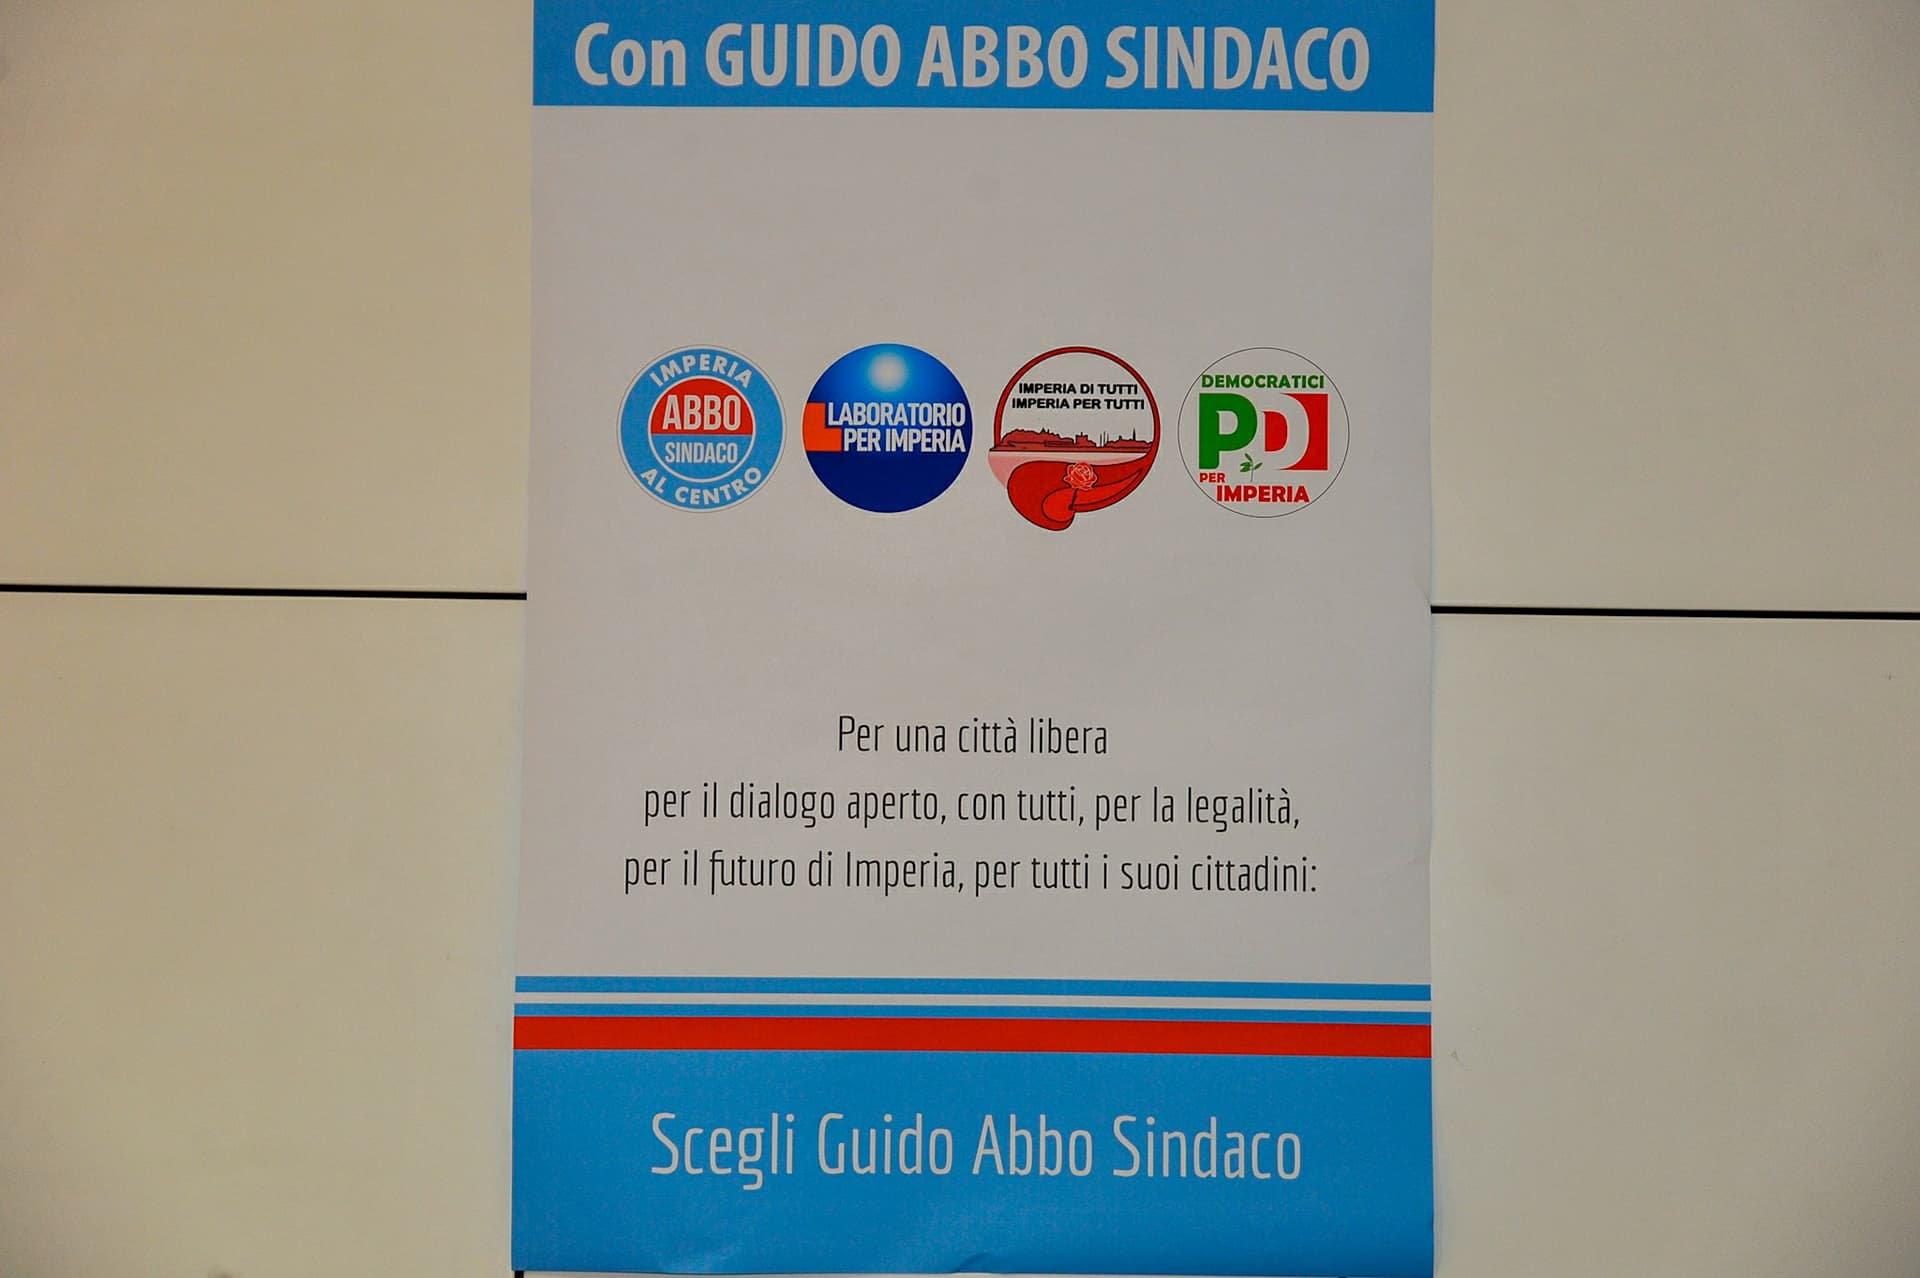 Con GUIDO ABBO SINDACO
IMPERIA
ABBO
SINDACO
AL CENTRO
LABORATORIO
PER IMPERIA
IMPERIA DI TUTTI
IMPERIA PER TUTTI
DEMOCRATICI
PD
PER
IMPERIA
Per una città libera
per il dialogo aperto, con tutti, per la legalità,
per il futuro di Imperia, per tutti i suoi cittadini:
Scegli Guido Abbo Sindaco